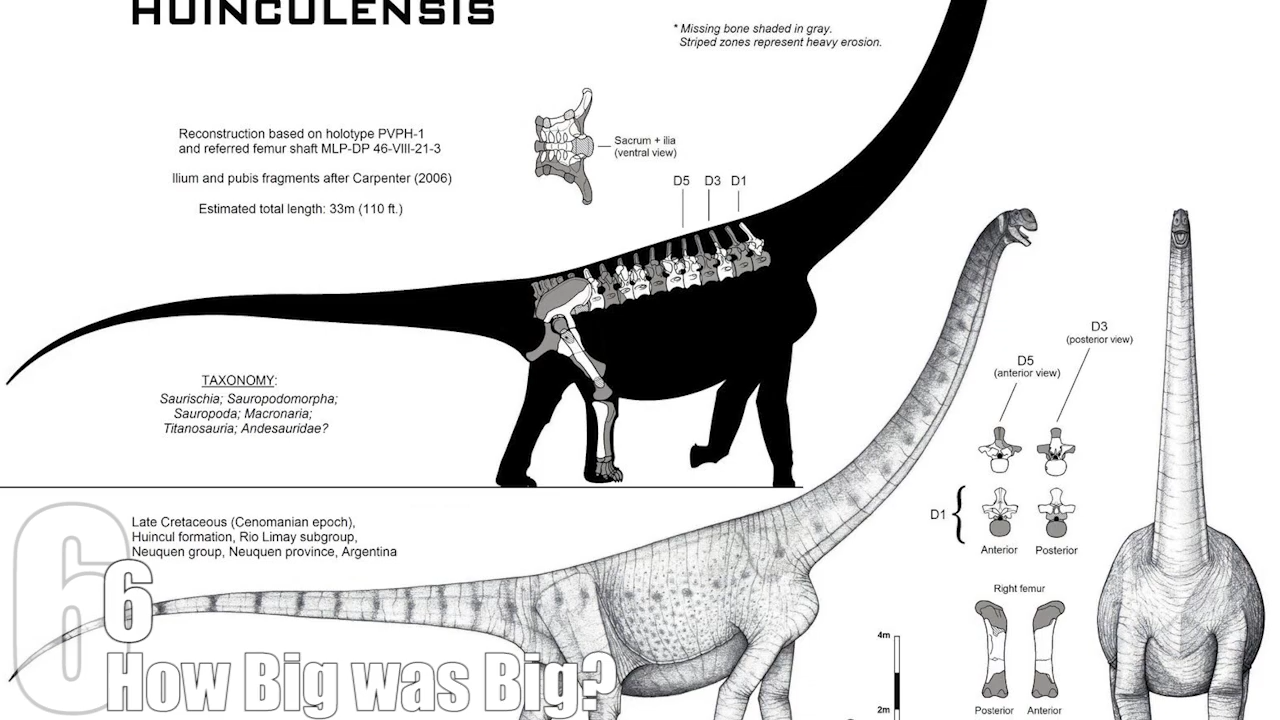 HUINCULENSIS
* Missing bone shaded in gray.
Striped zones represent heavy erosion.
Reconstruction based on holotype PVPH-1
and referred femur shaft MLP-DP 46-VIII-21-3
Ilium and pubis fragments after Carpenter (2006)
Estimated total length: 33m (110 ft.)
Sacrum + ilia
(ventral view)
D5 D3 D1
TAXONOMY:
Saurischia; Sauropodomorpha;
Sauropoda; Macronaria;
Titanosauria; Andesauridae?
D3
(posterior view)
D5
(anterior view)
D1
Anterior Posterior
Late Cretaceous (Cenomanian epoch),
Huincul formation, Rio Limay subgroup,
Neuquen group, Neuquen province, Argentina
Right femur
Posterior Anterior
4m
2m
6
6
How Big was Big?